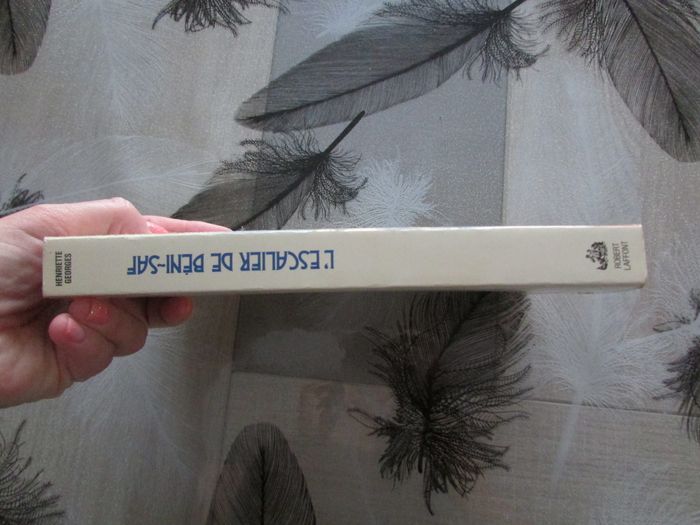 HENRIETTE
GEORGES
L'ESCALIER DE BÉNI-SAF
ROBERT
LAFFONT